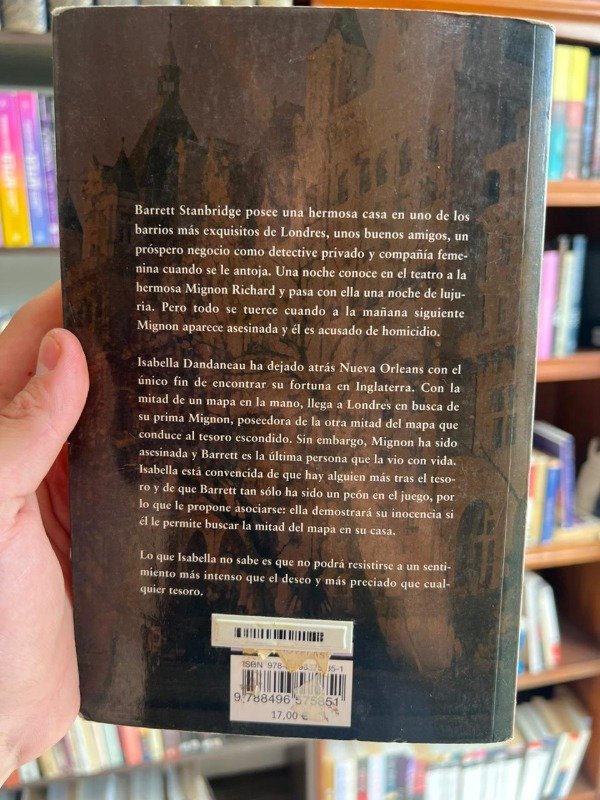 Barrett Stanbridge posee una hermosa casa en uno de los
barrios más exquisitos de Londres, unos buenos amigos, un
próspero negocio como detective privado y compañía feme-
nina cuando se le antoja. Una noche conoce en el teatro a la
hermosa Mignon Richard y pasa con ella una noche de luju-
ria. Pero todo se tuerce cuando a la mañana siguiente
Mignon aparece asesinada y él es acusado de homicidio.
Isabella Dandaneau ha dejado atrás Nueva Orleans con el
único fin de encontrar su fortuna en Inglaterra. Con la
mitad de un mapa en la mano, llega a Londres en busca de
su prima Mignon, poseedora de la otra mitad del mapa que
conduce al tesoro escondido. Sin embargo, Mignon ha sido
asesinada y Barrett es la última persona que la vio con vida.
Isabella está convencida de que hay alguien más tras el teso-
ro y de que Barrett tan sólo ha sido un peón en el juego, por
lo que le propone asociarse: ella demostrará su inocencia si
él le permite buscar la mitad del mapa en su casa.
Lo que Isabella no sabe es que no podrá resistirse a un senti-
miento más intenso que el deseo y más preciado que cual-
quier tesoro.
ISBN
9 788496 575851
17,00 €